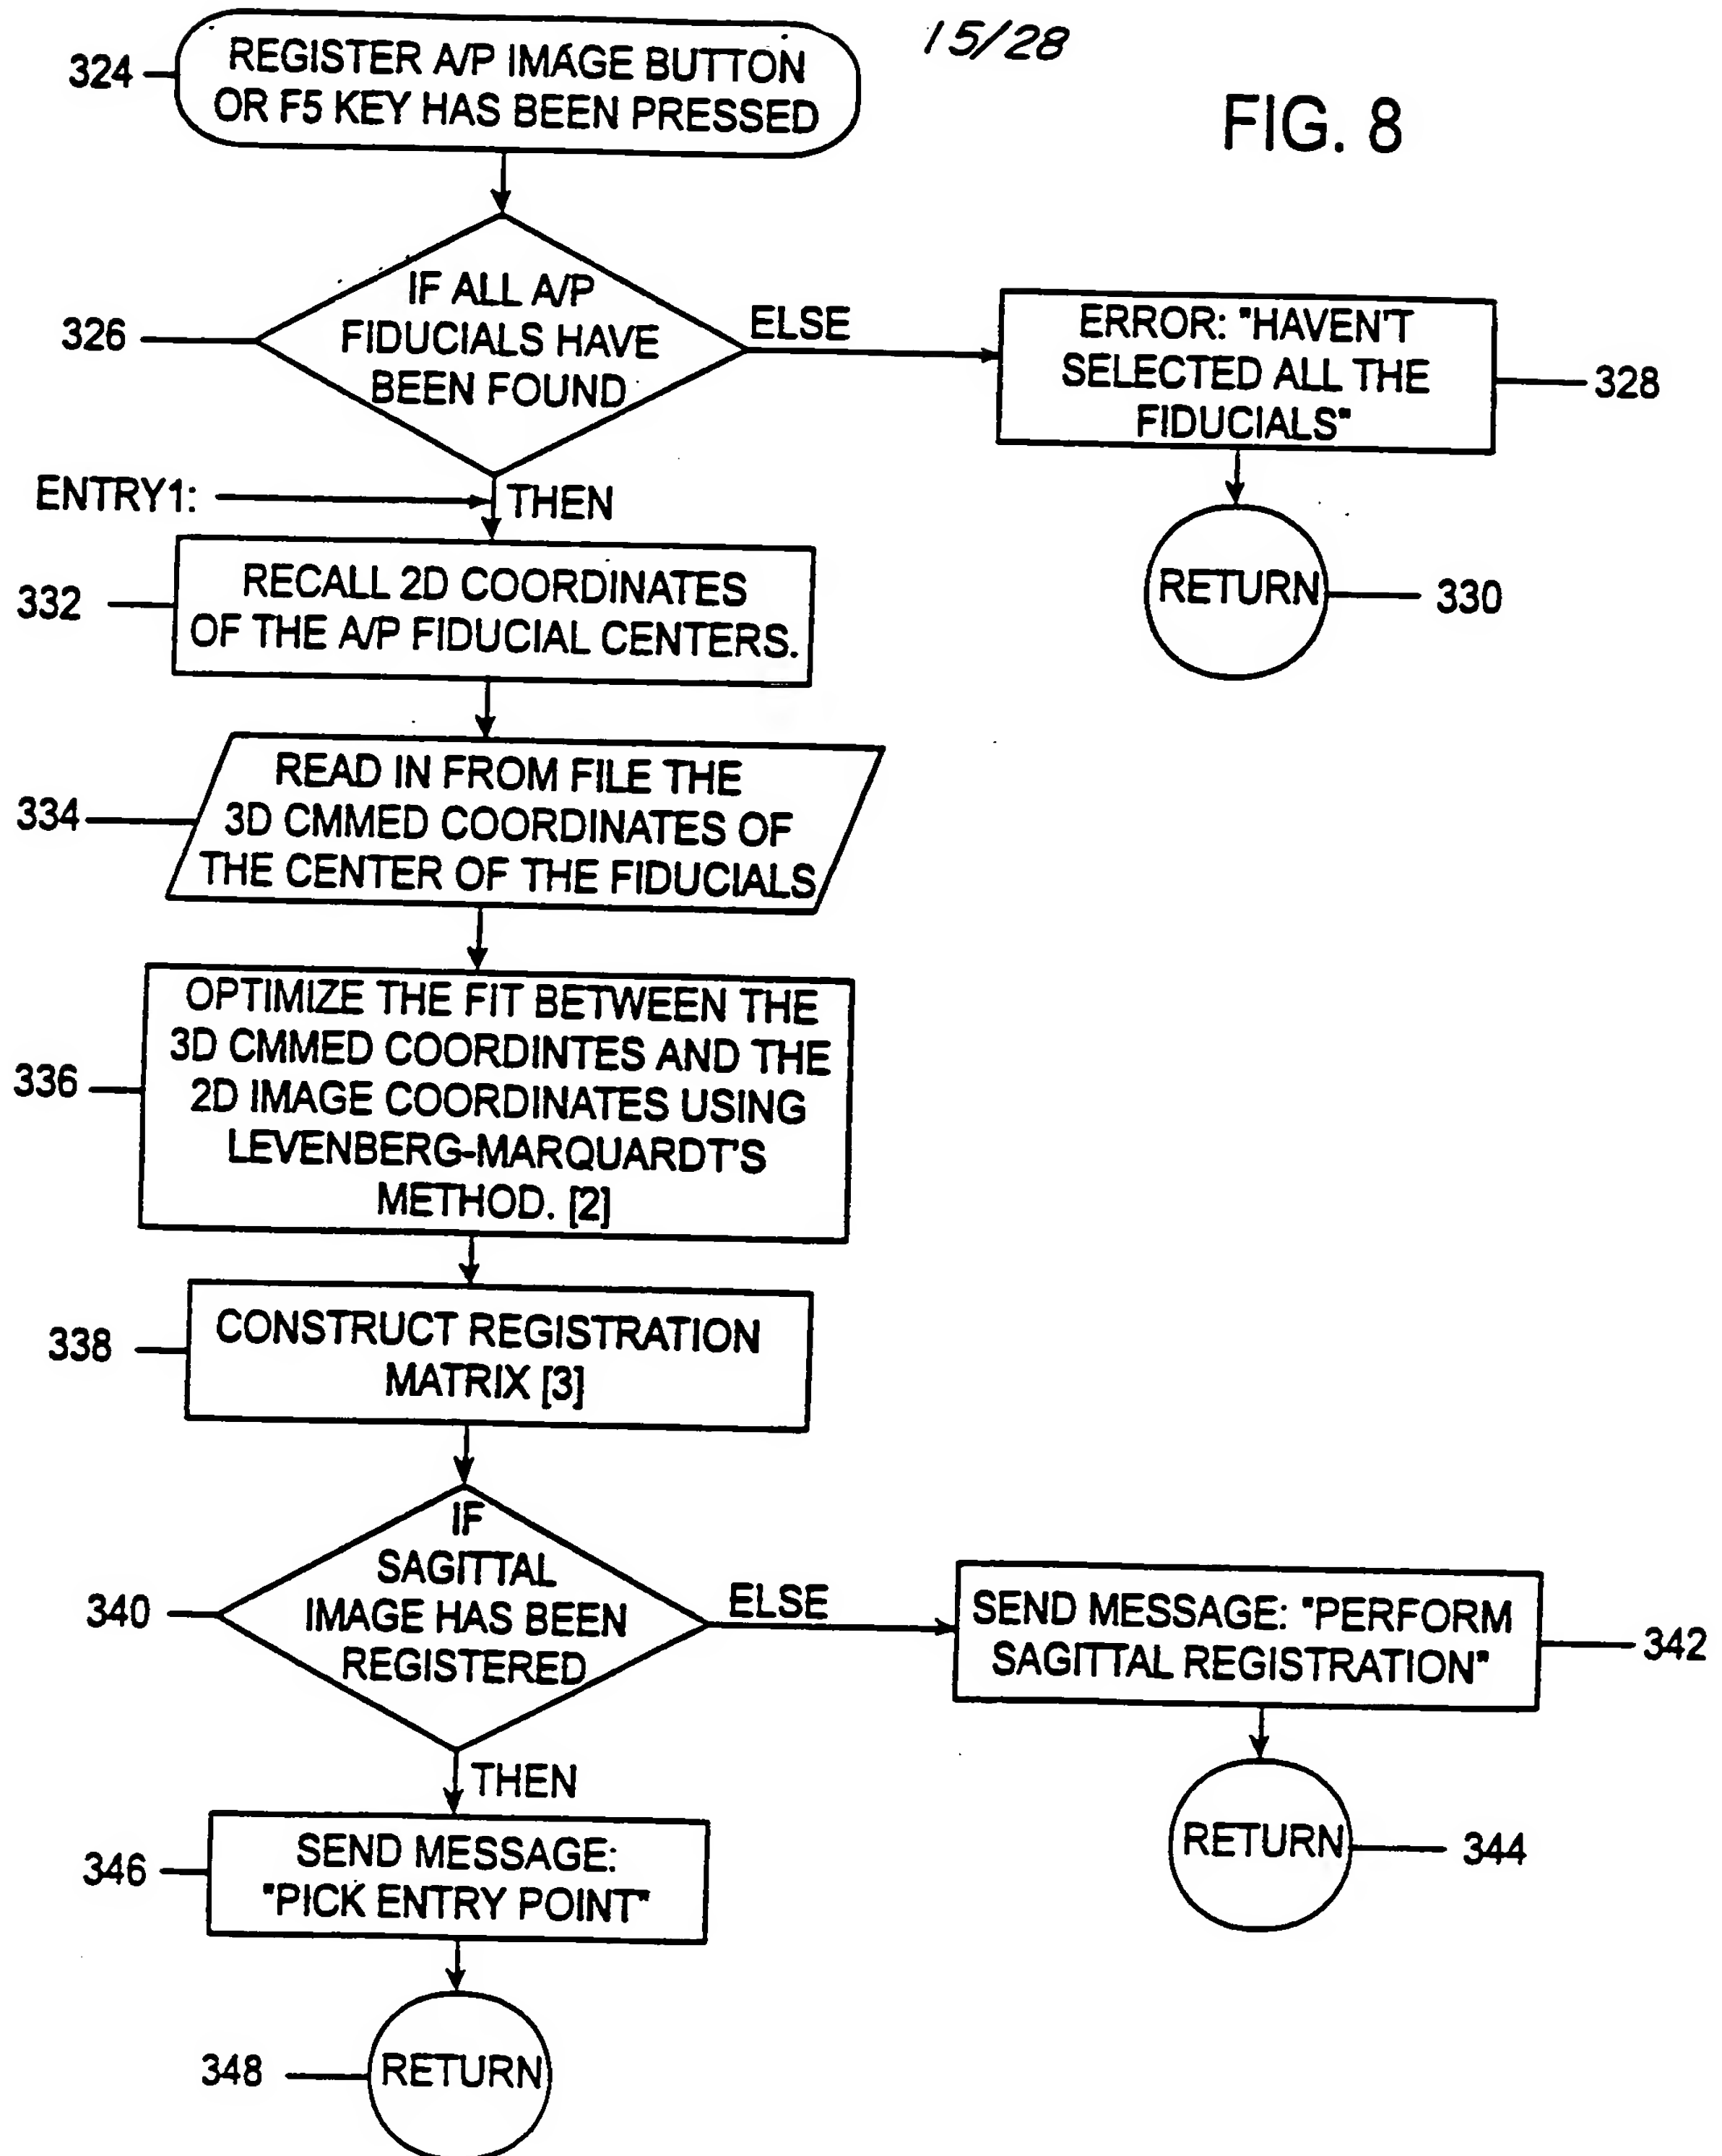 15/28
FIG. 8
324
REGISTER A/P IMAGE BUTTON
OR F5 KEY HAS BEEN PRESSED
326
IF ALL A/P
FIDUCIALS HAVE
BEEN FOUND
ELSE
ERROR: "HAVEN'T
SELECTED ALL THE
FIDUCIALS"
328
RETURN
330
ENTRY1:
THEN
332
RECALL 2D COORDINATES
OF THE A/P FIDUCIAL CENTERS.
334
READ IN FROM FILE THE
3D CMMED COORDINATES OF
THE CENTER OF THE FIDUCIALS
336
OPTIMIZE THE FIT BETWEEN THE
3D CMMED COORDINTES AND THE
2D IMAGE COORDINATES USING
LEVENBERG-MARQUARDT'S
METHOD. [2]
338
CONSTRUCT REGISTRATION
MATRIX [3]
340
IF
SAGITTAL
IMAGE HAS BEEN
REGISTERED
ELSE
SEND MESSAGE: "PERFORM
SAGITTAL REGISTRATION"
342
RETURN
344
THEN
346
SEND MESSAGE:
"PICK ENTRY POINT"
348
RETURN